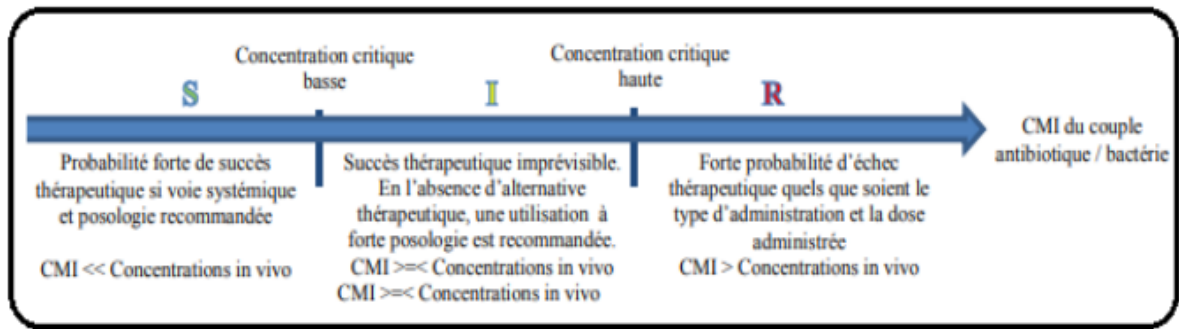 Concentration critique
basse
Concentration critique
haute
S
I
R
CMI du couple
antibiotique / bactérie
Probabilité forte de succès
thérapeutique si voie systémique
et posologie recommandée
CMI << Concentrations in vivo
Succès thérapeutique imprévisible.
En l'absence d'alternative
thérapeutique, une utilisation à
forte posologie est recommandée.
CMI >=< Concentrations in vivo
CMI >=< Concentrations in vivo
Forte probabilité d'échec
thérapeutique quels que soient le
type d'administration et la dose
administrée
CMI > Concentrations in vivo